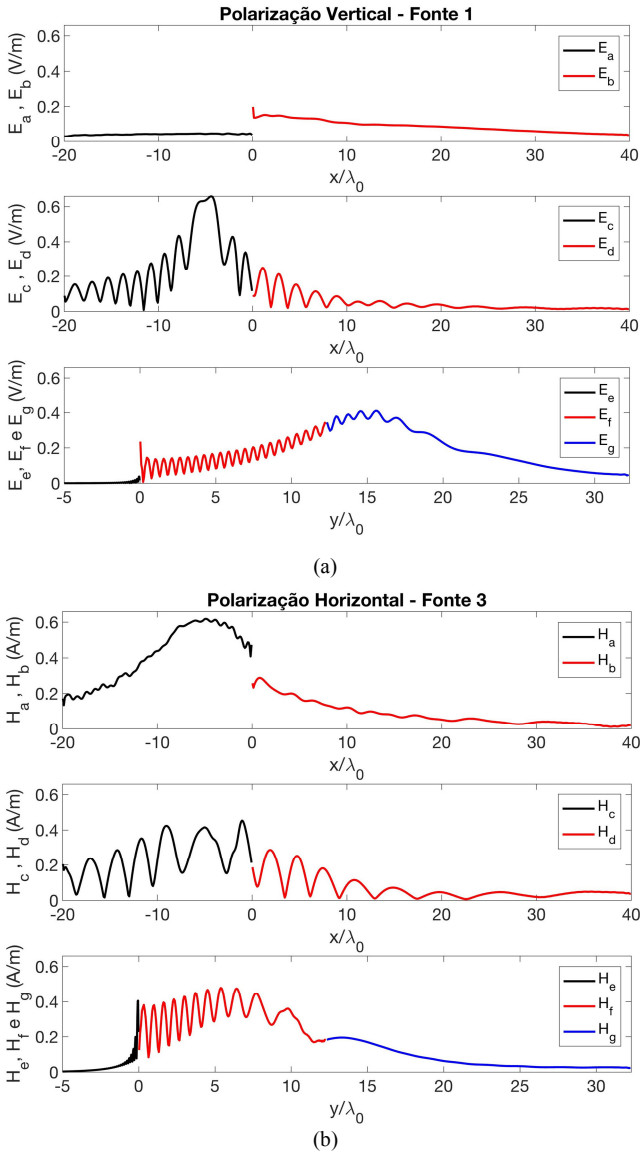 Polarização Vertical - Fonte 1
E_a , E_b (V/m)
0.6
0.4
0.2
0
E_a
E_b
-20 -10 0 10 20 30 40
x/λ_0
E_c , E_d (V/m)
0.6
0.4
0.2
0
E_c
E_d
-20 -10 0 10 20 30 40
x/λ_0
E_e, E_f e E_g (V/m)
0.6
0.4
0.2
0
E_e
E_f
E_g
-5 0 5 10 15 20 25 30
y/λ_0
(a)
Polarização Horizontal - Fonte 3
H_a , H_b (A/m)
0.6
0.4
0.2
0
H_a
H_b
-20 -10 0 10 20 30 40
x/λ_0
H_c , H_d (A/m)
0.6
0.4
0.2
0
H_c
H_d
-20 -10 0 10 20 30 40
x/λ_0
H_e, H_f e H_g (A/m)
0.6
0.4
0.2
0
H_e
H_f
H_g
-5 0 5 10 15 20 25 30
y/λ_0
(b)